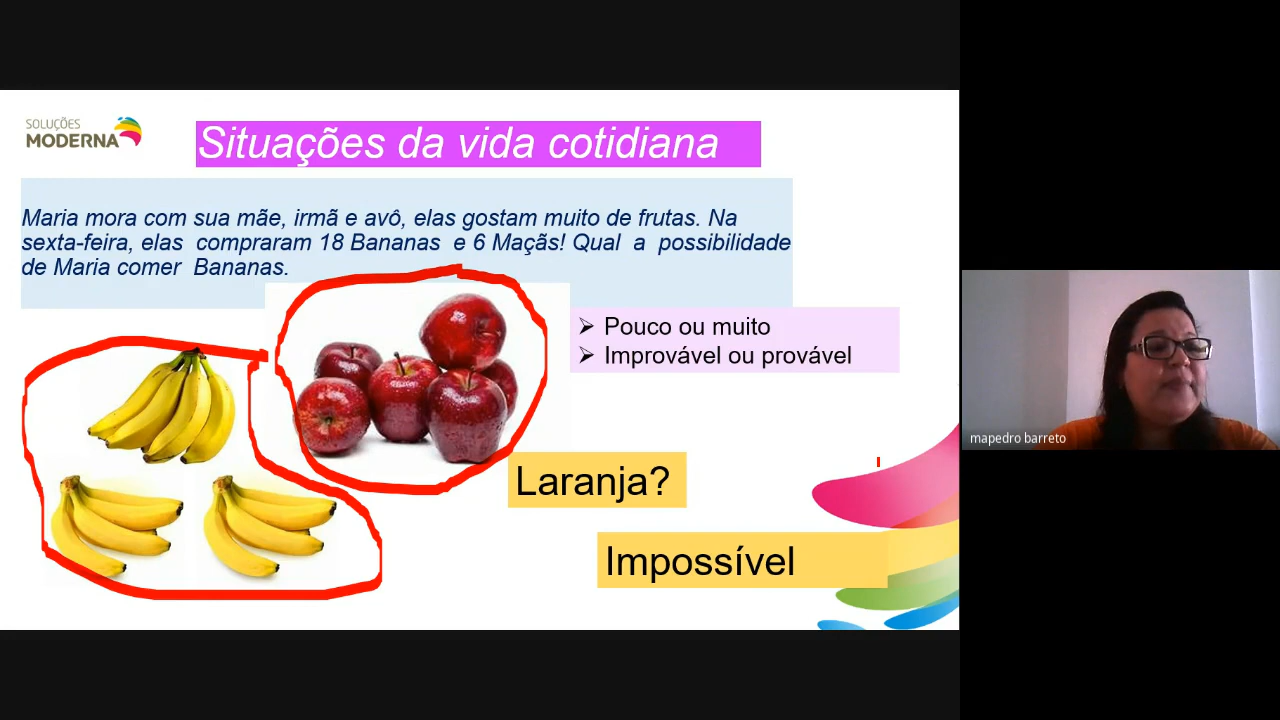 SOLUÇÕES
MODERNA
Situações da vida cotidiana
Maria mora com sua mãe, irmã e avô, elas gostam muito de frutas. Na
sexta-feira, elas compraram 18 Bananas e 6 Maçãs! Qual a possibilidade
de Maria comer Bananas.
Pouco ou muito
Improvável ou provável
Laranja?
Impossível
mapedro barreto